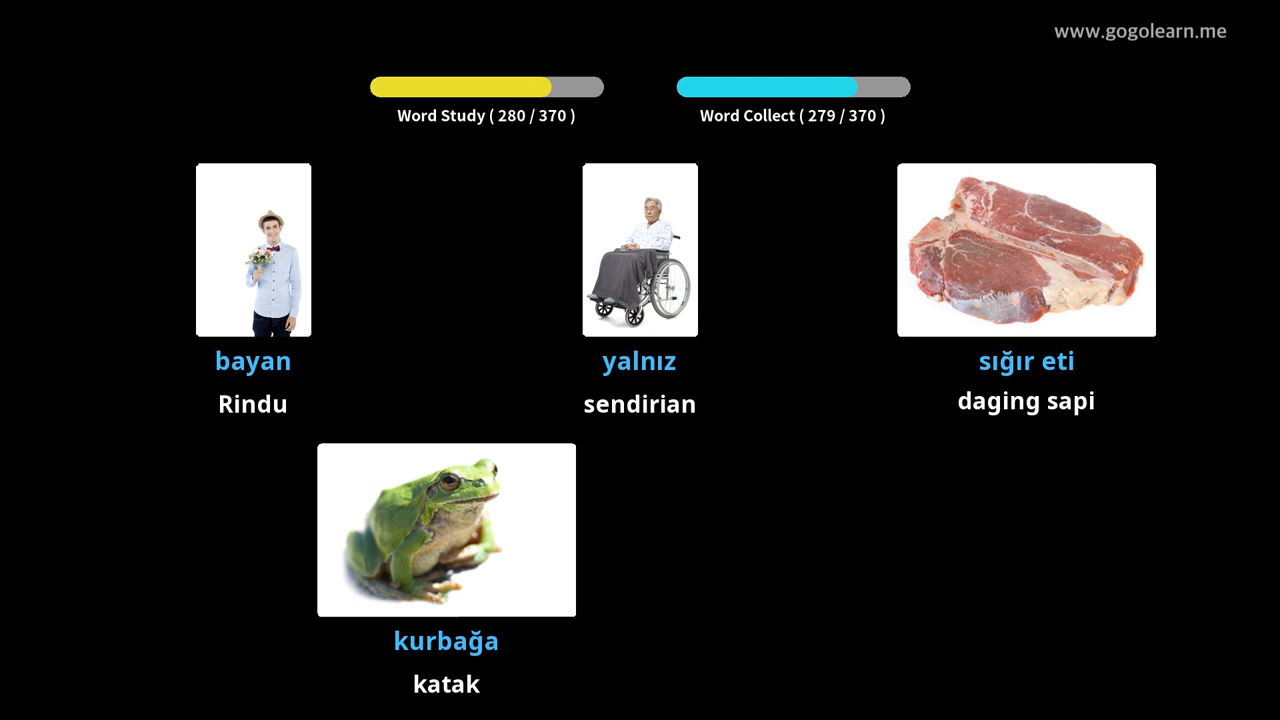 www.gogolearn.me
Word Study ( 280 / 370 )
Word Collect ( 279 / 370 )
bayan
Rindu
yalnız
sendirian
sığır eti
daging sapi
kurbağa
katak